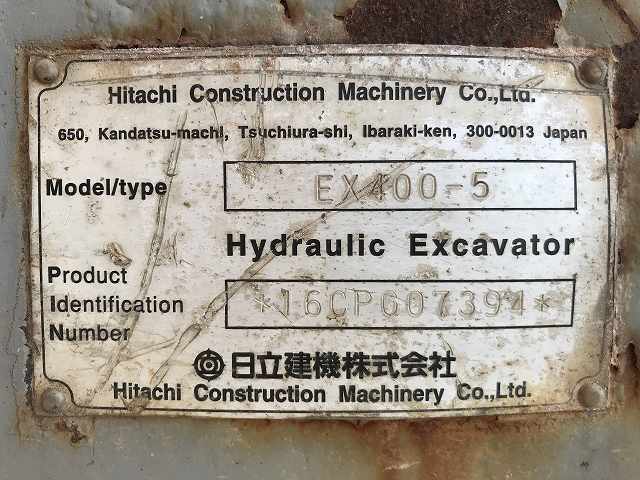 Hitachi Construction Machinery Co.,Ltd.
650, Kandatsu-machi, Tsuchiura-shi, Ibaraki-ken, 300-0013 Japan
Model/type EX400-5
Hydraulic Excavator
Product
Identification
Number
*16CPG07394*
日立建機株式会社
Hitachi Construction Machinery Co.,Ltd.